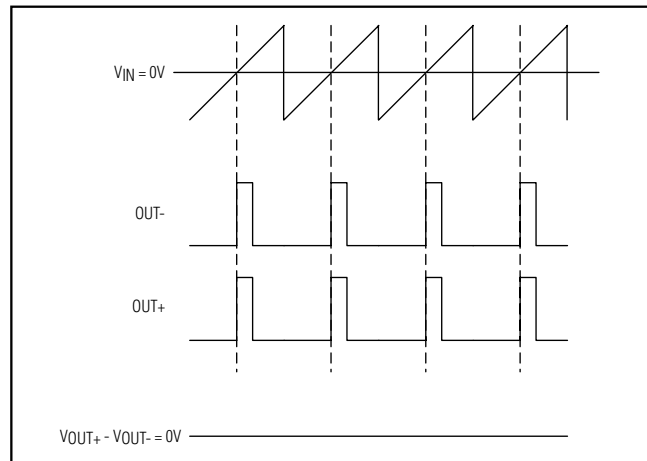 VIN = 0V
OUT-
OUT+
VOUT+ - VOUT- = 0V